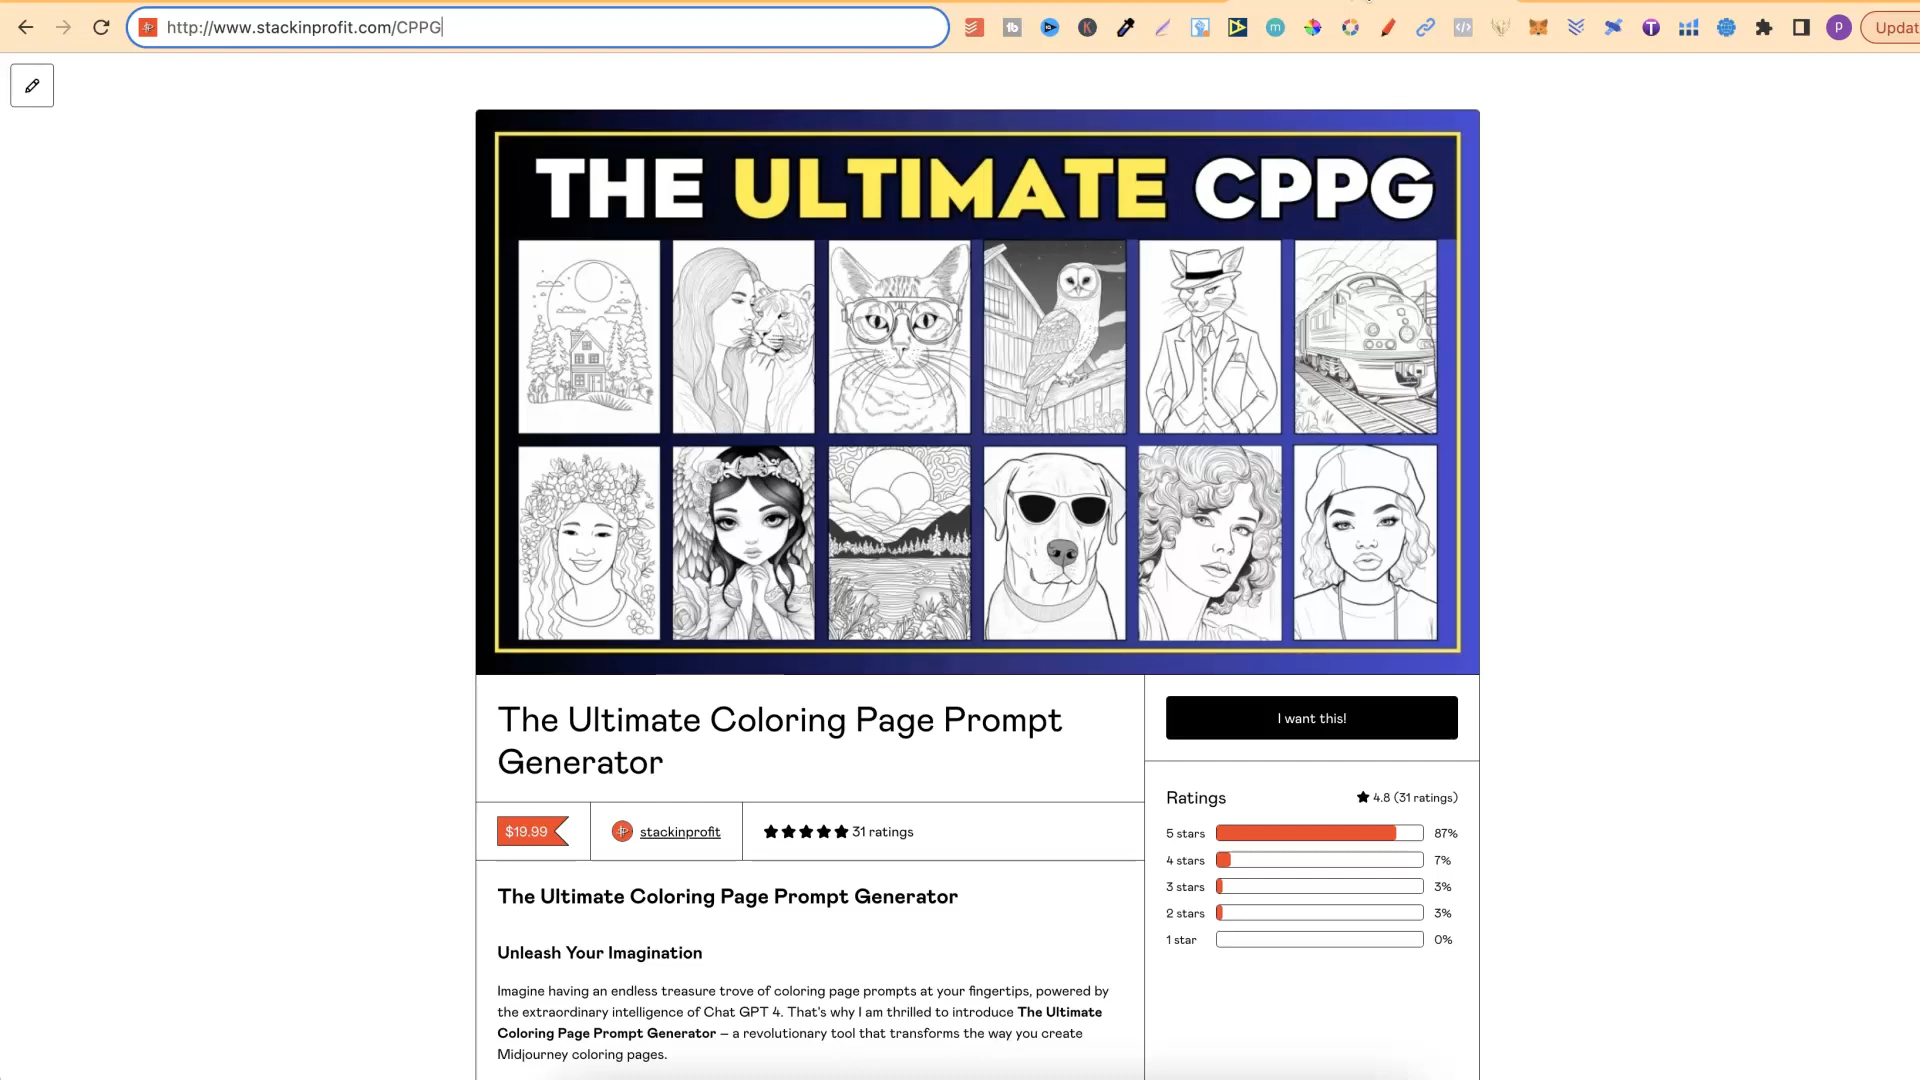 http://www.stackinprofit.com/CPPG
Updat
THE ULTIMATE CPPG
The Ultimate Coloring Page Prompt
Generator
$19.99
stackinprofit
31 ratings
I want this!
Ratings
4.8 (31 ratings)
5 stars 87%
4 stars 7%
3 stars 3%
2 stars 3%
1 star 0%
The Ultimate Coloring Page Prompt Generator
Unleash Your Imagination
Imagine having an endless treasure trove of coloring page prompts at your fingertips, powered by
the extraordinary intelligence of Chat GPT 4. That's why I am thrilled to introduce The Ultimate
Coloring Page Prompt Generator – a revolutionary tool that transforms the way you create
Midjourney coloring pages.